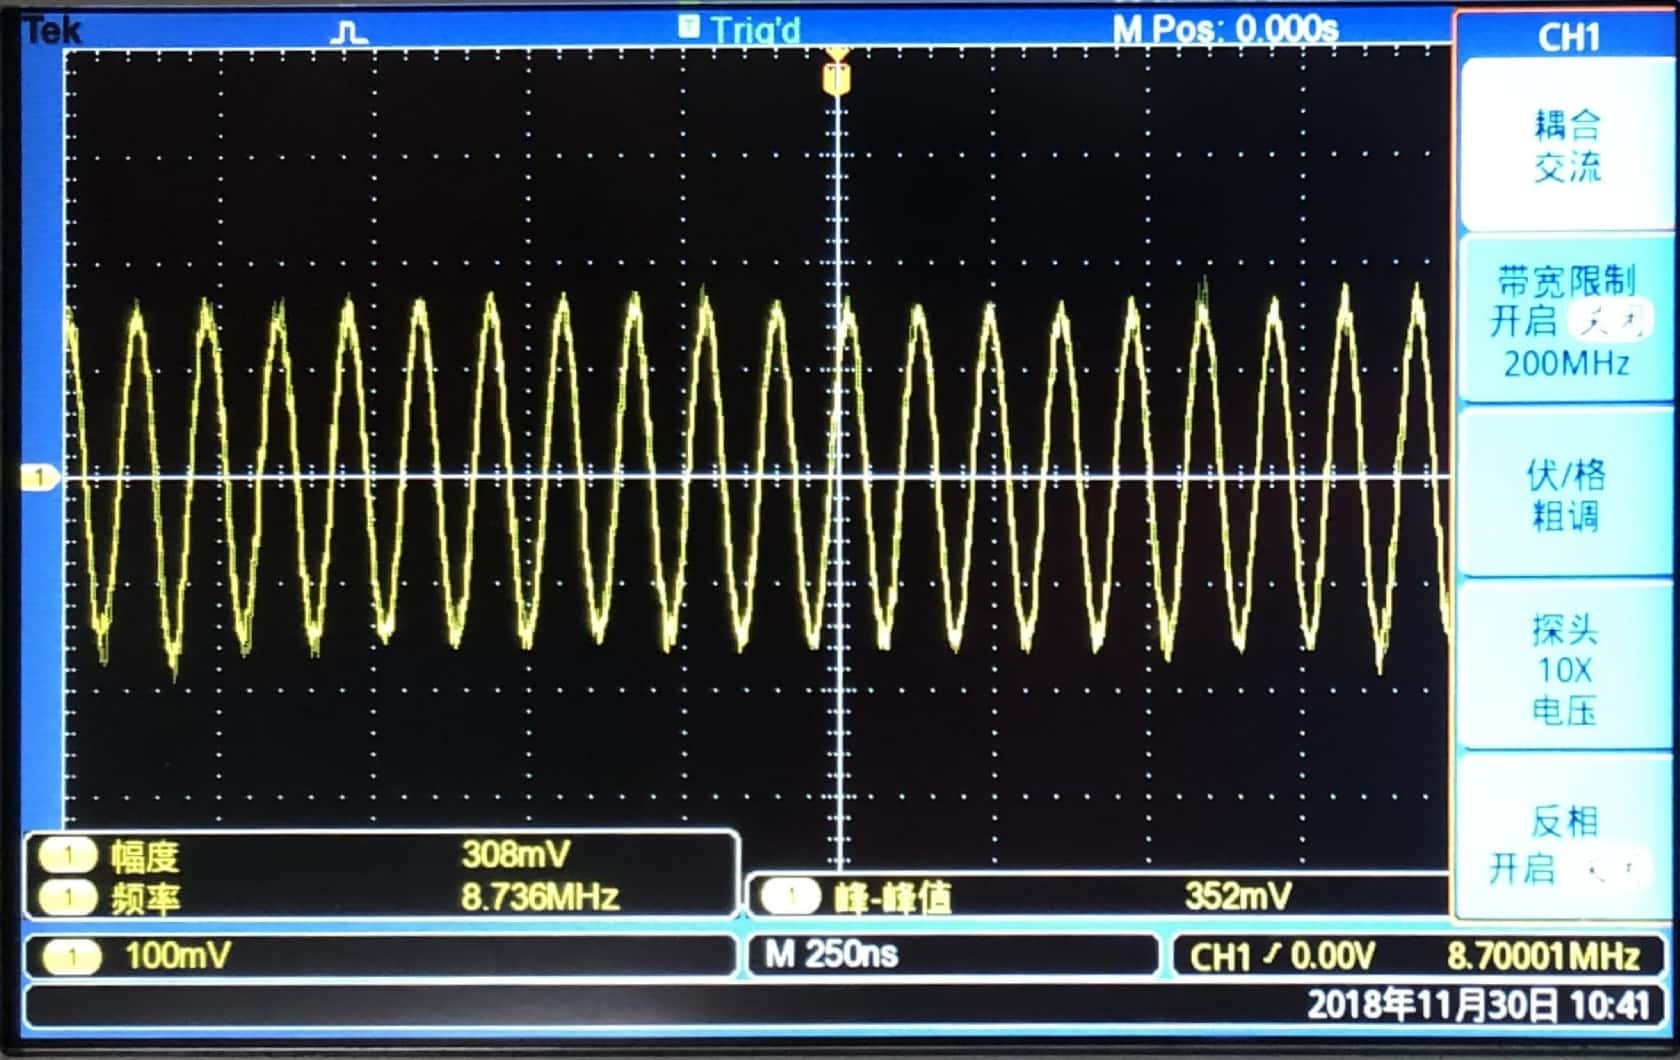 Tek
T Trig'd
M Pos: 0.000s
T
CH1
耦合
交流
带宽限制
开启 关闭
200MHz
1
伏/格
粗调
探头
10X
电压
反相
开启 关闭
1 幅度 308mV
1 频率 8.736MHz
1 峰-峰值 352mV
1 100mV
M 250ns
CH1 0.00V 8.70001MHz
2018年11月30日 10:41